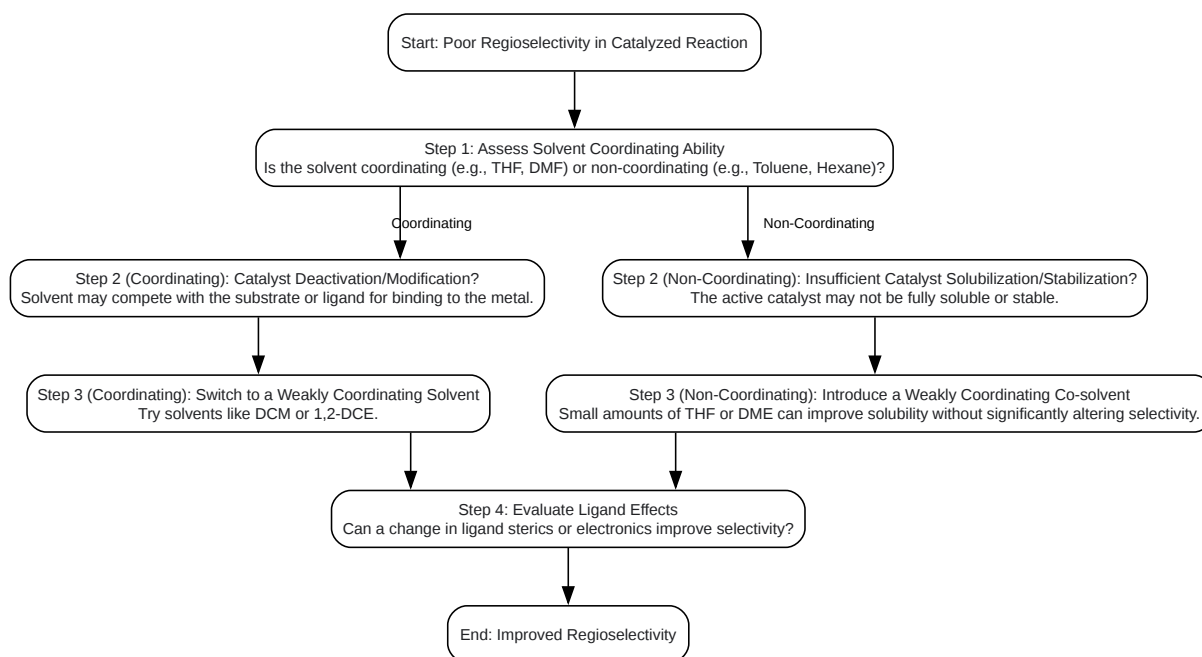 Start: Poor Regioselectivity in Catalyzed Reaction
Step 1: Assess Solvent Coordinating Ability
Is the solvent coordinating (e.g., THF, DMF) or non-coordinating (e.g., Toluene, Hexane)?
Coordinating
Non-Coordinating
Step 2 (Coordinating): Catalyst Deactivation/Modification?
Solvent may compete with the substrate or ligand for binding to the metal.
Step 2 (Non-Coordinating): Insufficient Catalyst Solubilization/Stabilization?
The active catalyst may not be fully soluble or stable.
Step 3 (Coordinating): Switch to a Weakly Coordinating Solvent
Try solvents like DCM or 1,2-DCE.
Step 3 (Non-Coordinating): Introduce a Weakly Coordinating Co-solvent
Small amounts of THF or DME can improve solubility without significantly altering selectivity.
Step 4: Evaluate Ligand Effects
Can a change in ligand sterics or electronics improve selectivity?
End: Improved Regioselectivity